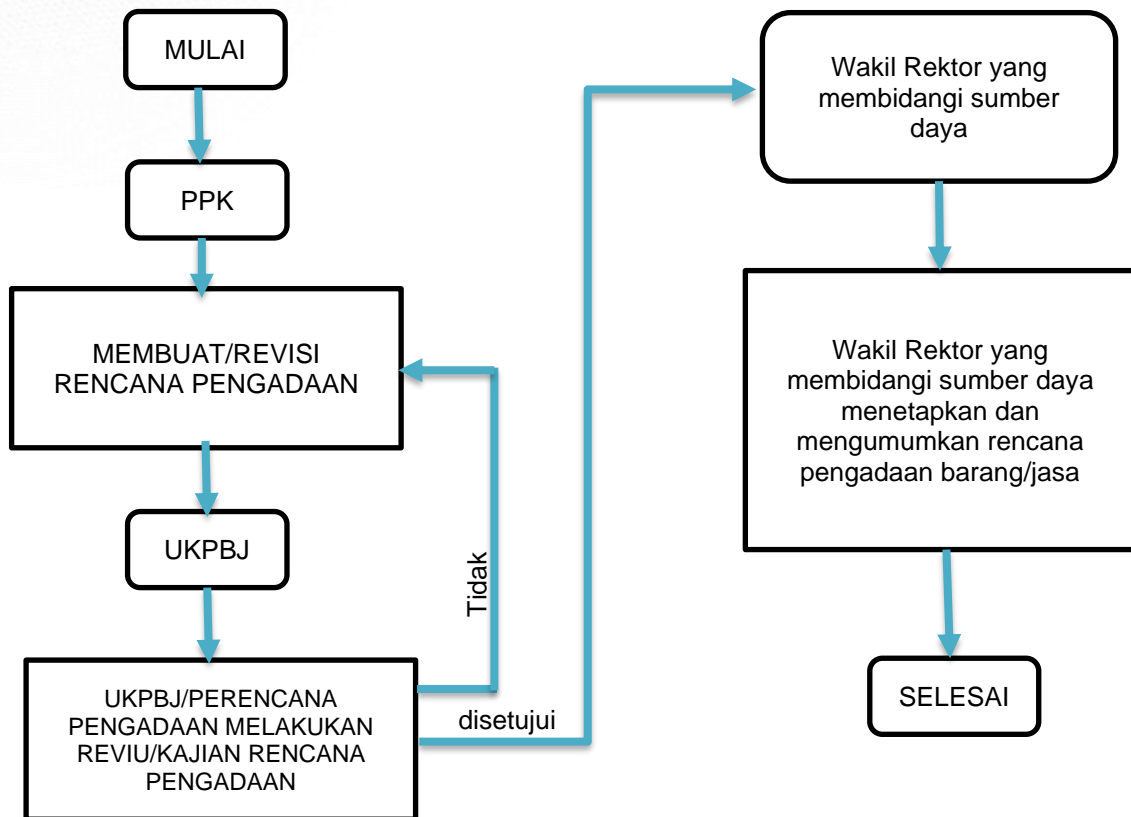 MULAI
PPK
MEMBUAT/REVISI
RENCANA PENGADAAN
UKPBJ
UKPBJ/PERENCANA
PENGADAAN MELAKUKAN
REVIU/KAJIAN RENCANA
PENGADAAN
Tidak
disetujui
Wakil Rektor yang
membidangi sumber
daya
Wakil Rektor yang
membidangi sumber daya
menetapkan dan
mengumumkan rencana
pengadaan barang/jasa
SELESAI